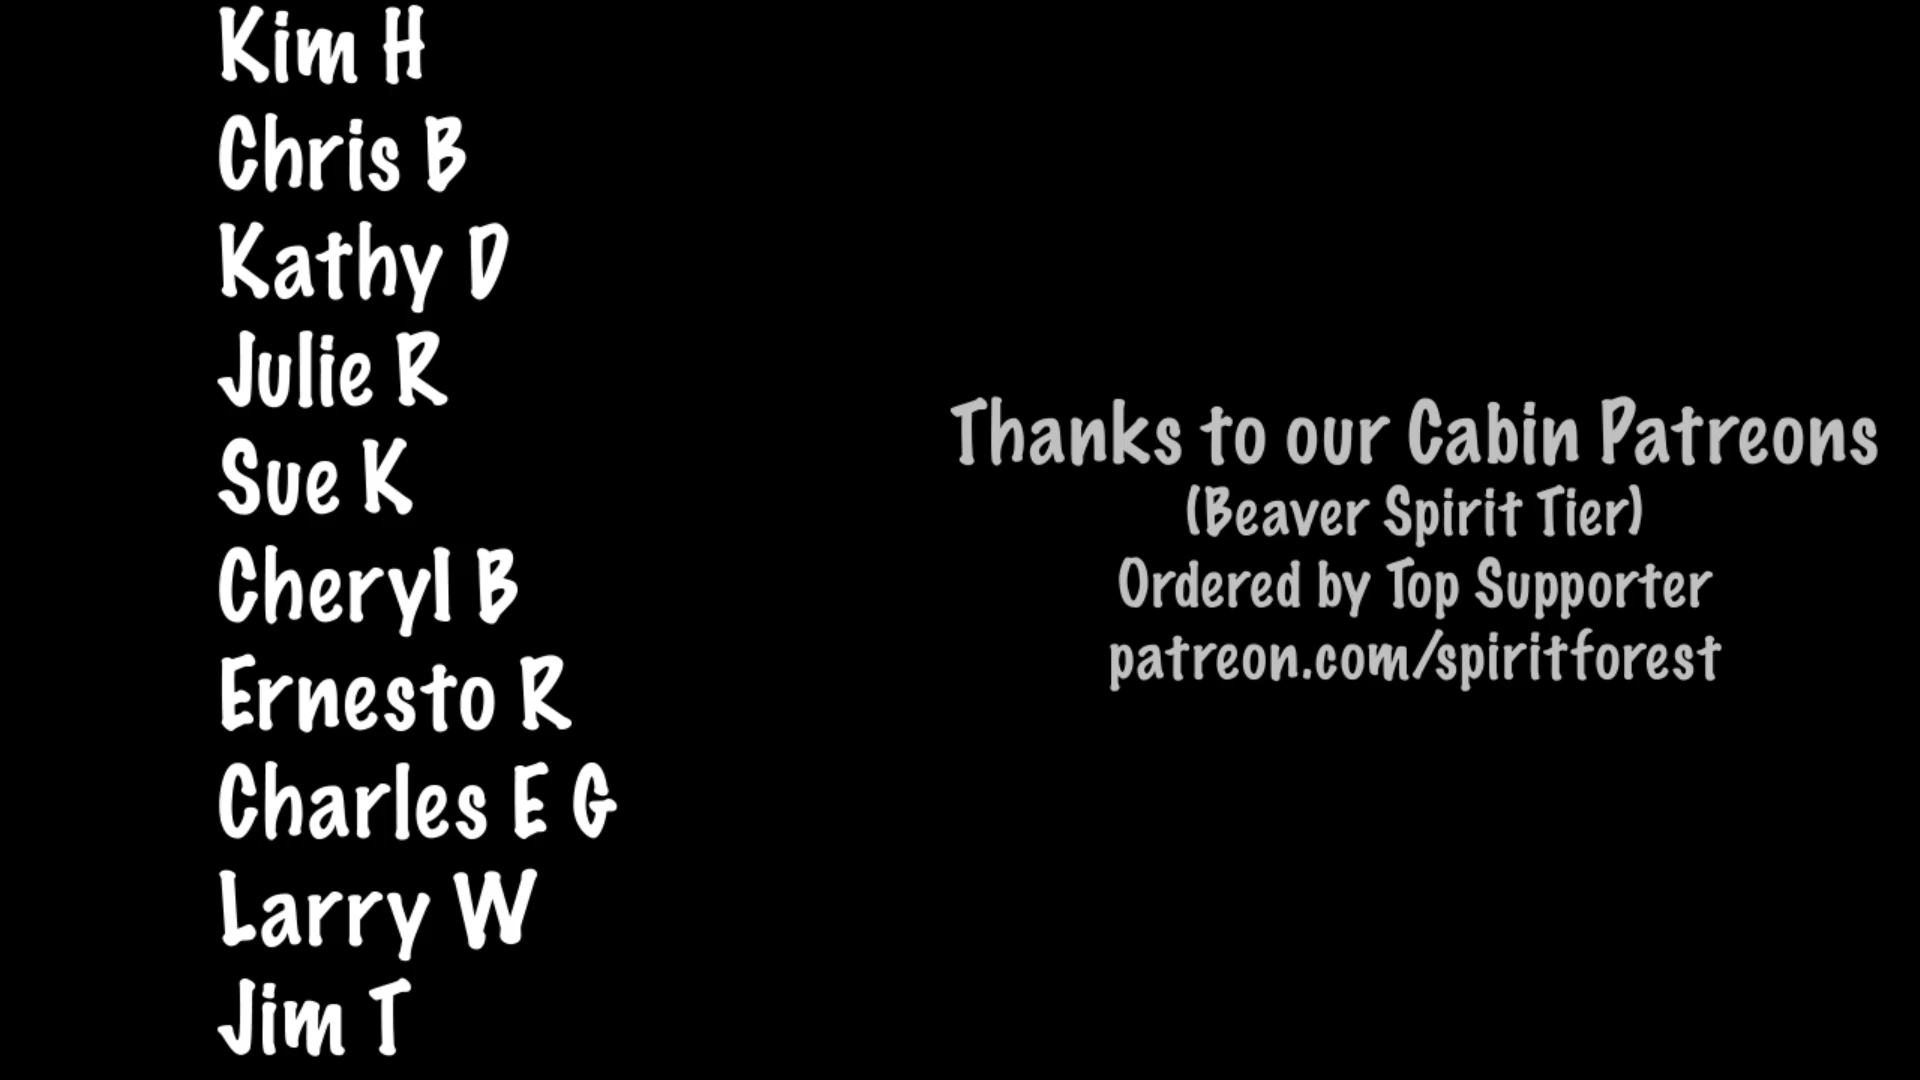 Kim H
Chris B
Kathy D
Julie R
Sue K
Cheryl B
Ernesto R
Charles E G
Larry W
Jim T
Thanks to our Cabin Patreons
(Beaver Spirit Tier)
Ordered by Top Supporter
patreon.com/spiritforest